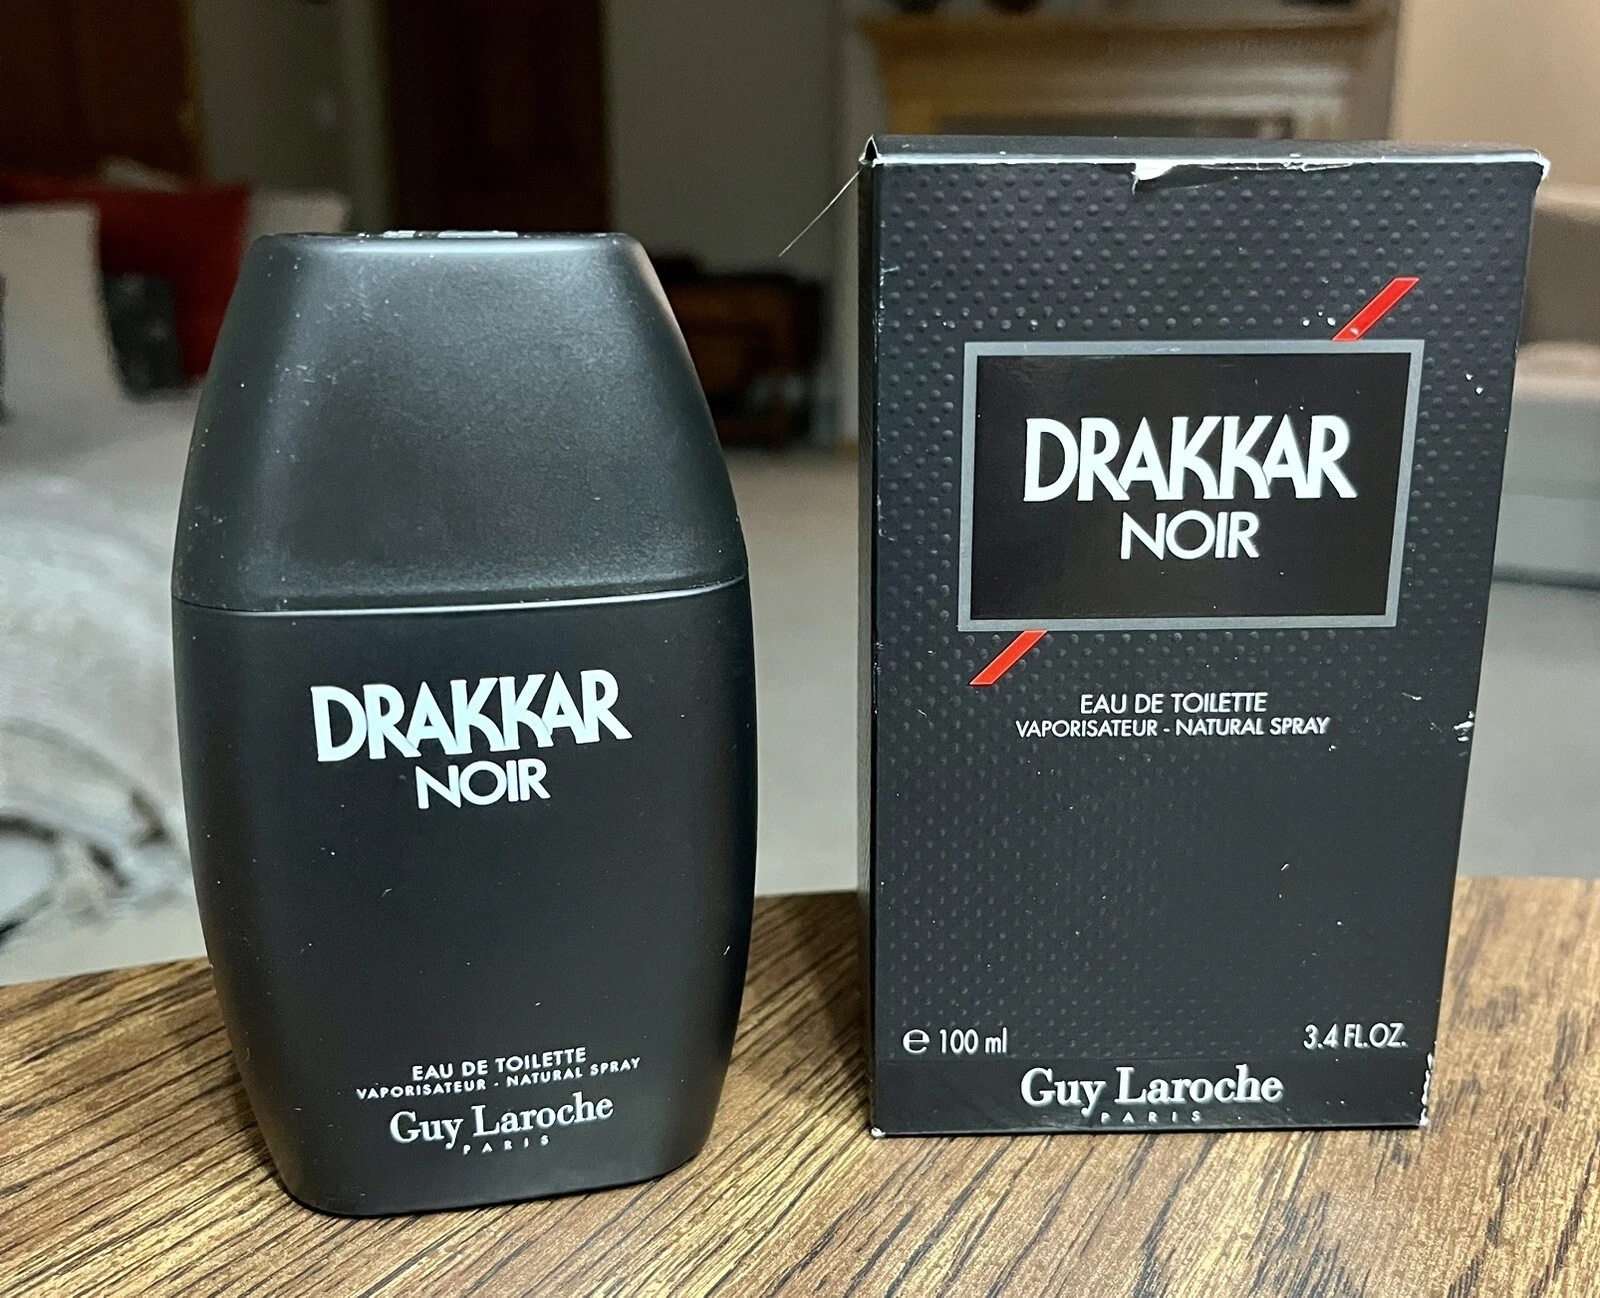 DRAKKAR
NOIR
EAU DE TOILETTE
VAPORISATEUR - NATURAL SPRAY
Guy Laroche
PARIS
DRAKKAR
NOIR
EAU DE TOILETTE
VAPORISATEUR - NATURAL SPRAY
℮ 100 ml 3.4 FL.OZ.
Guy Laroche
PARIS